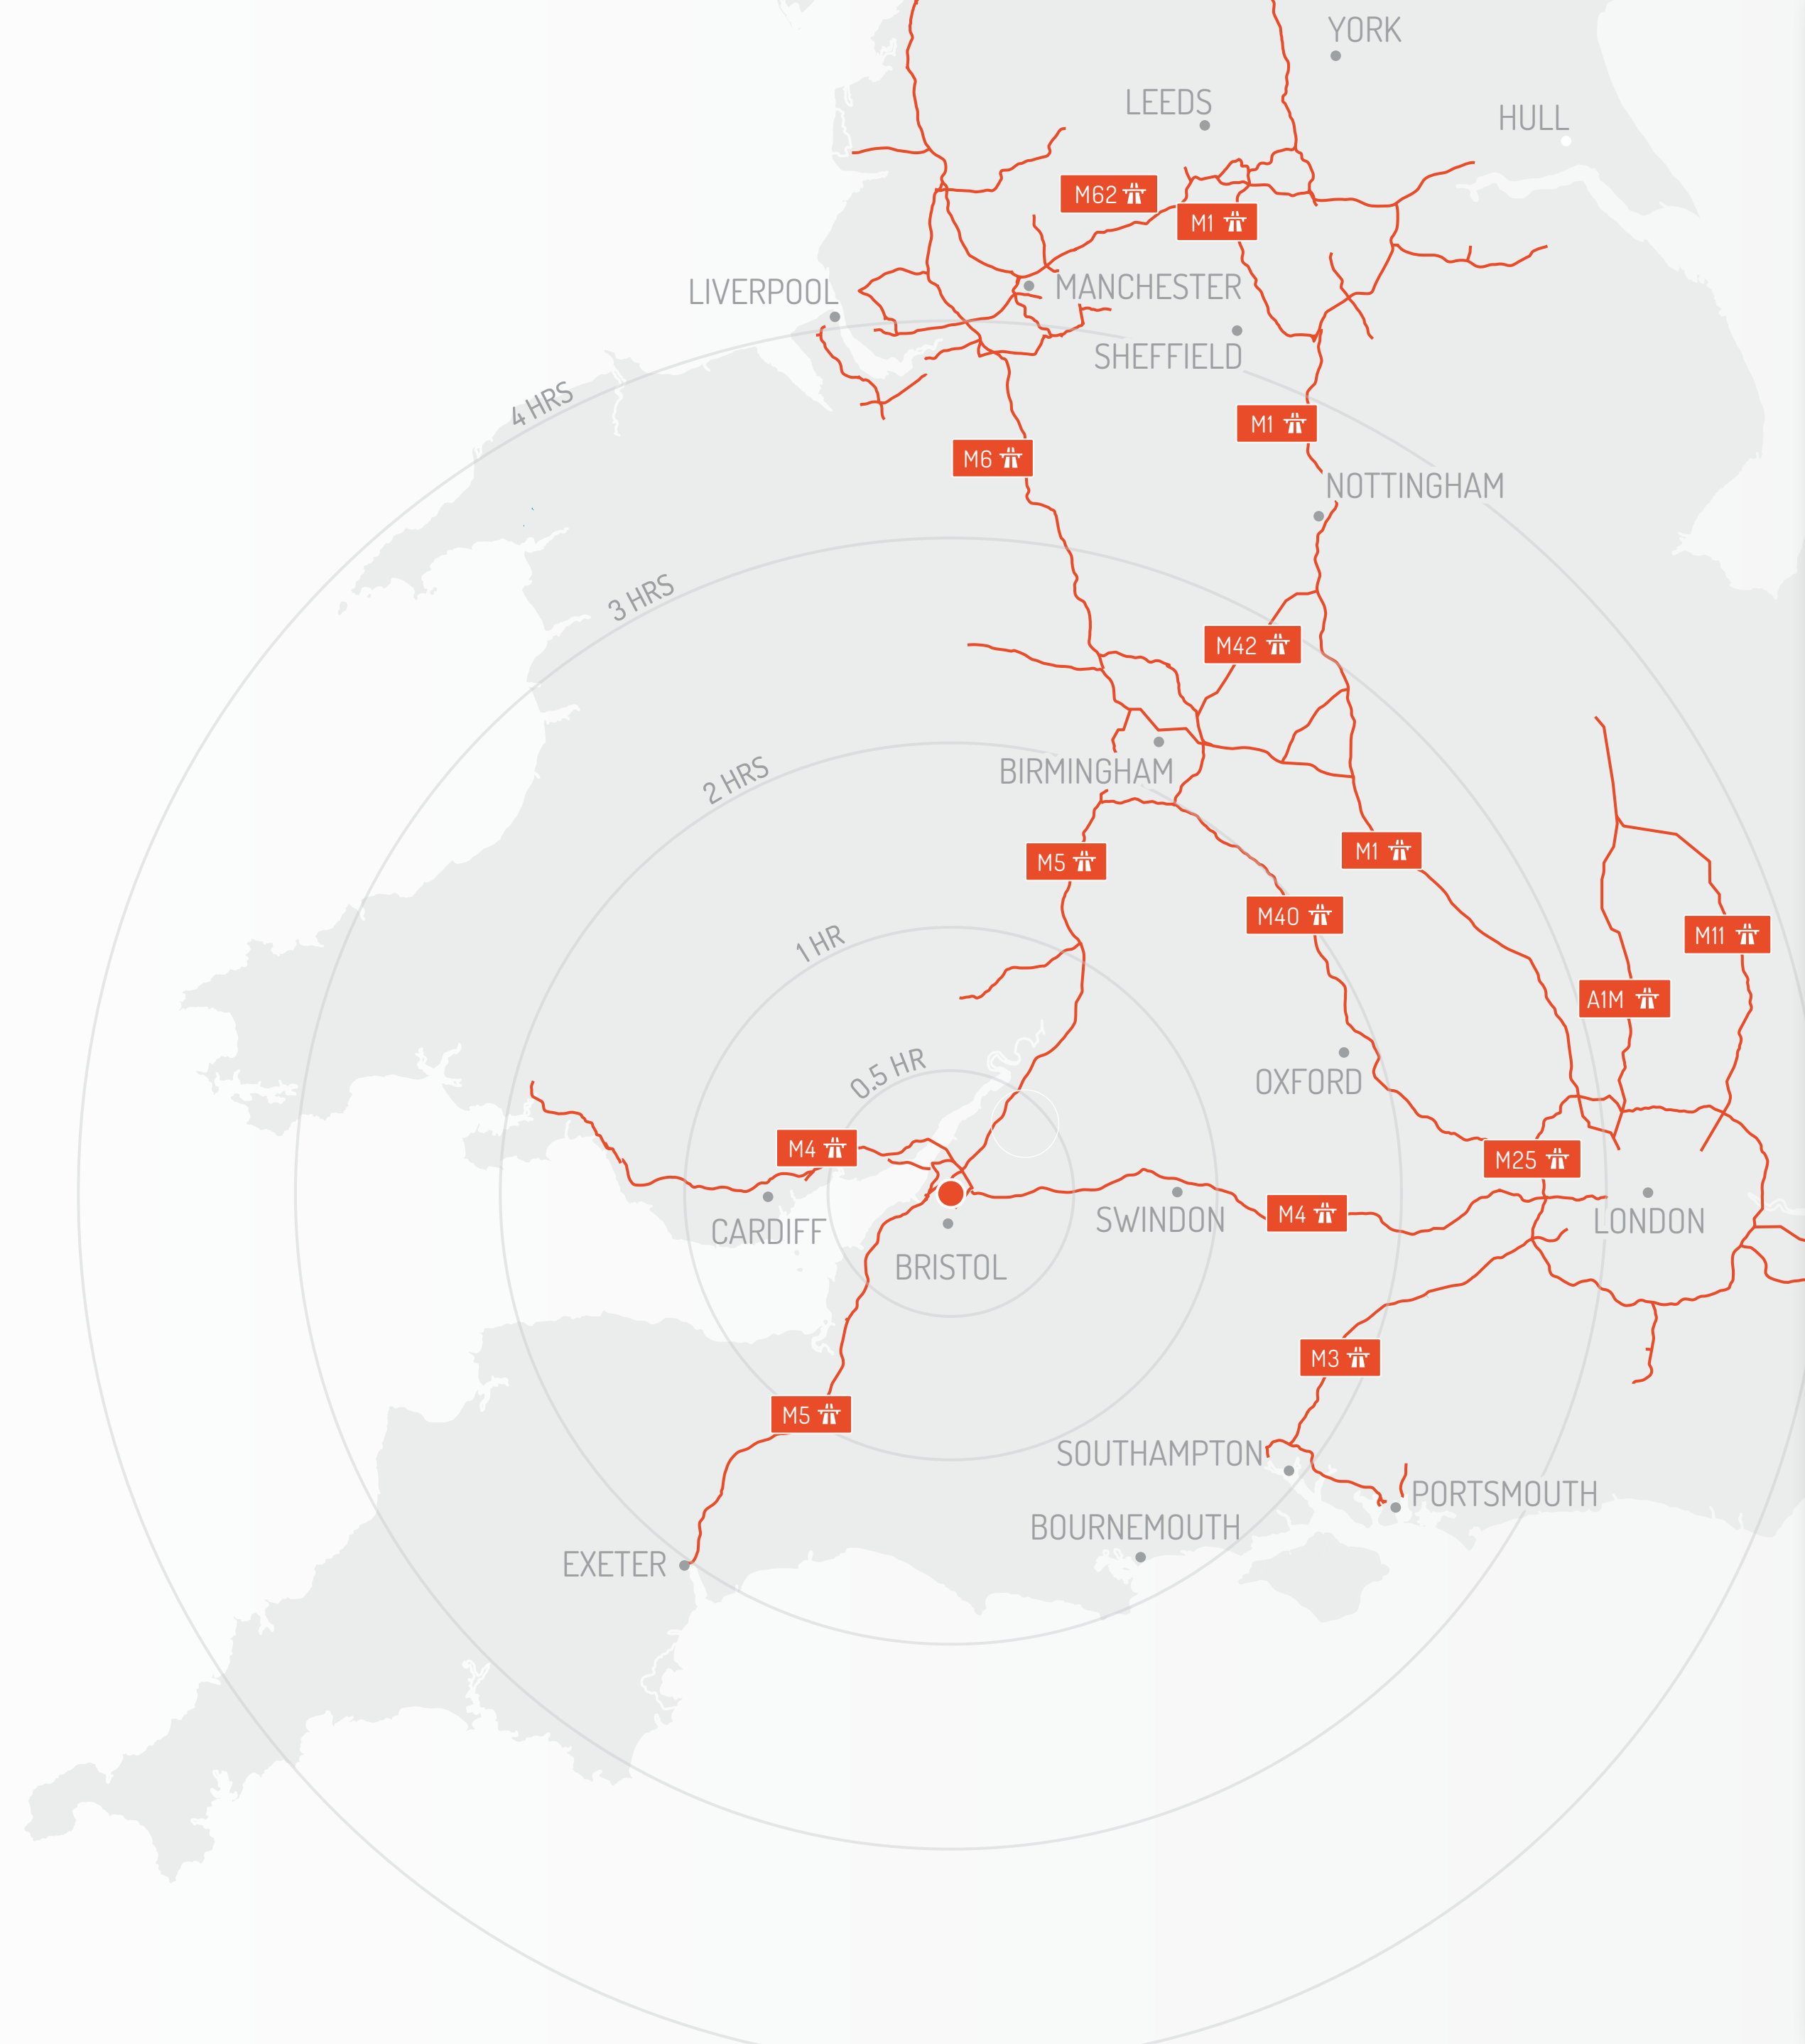 YORK
LEEDS
HULL
M62
M1
LIVERPOOL
MANCHESTER
SHEFFIELD
4 HRS
M1
M6
NOTTINGHAM
3 HRS
M42
BIRMINGHAM
2 HRS
M1
M5
M40
M11
1 HR
A1M
0.5 HR
OXFORD
M4
M25
CARDIFF
SWINDON
M4
LONDON
BRISTOL
M3
M5
SOUTHAMPTON
PORTSMOUTH
BOURNEMOUTH
EXETER